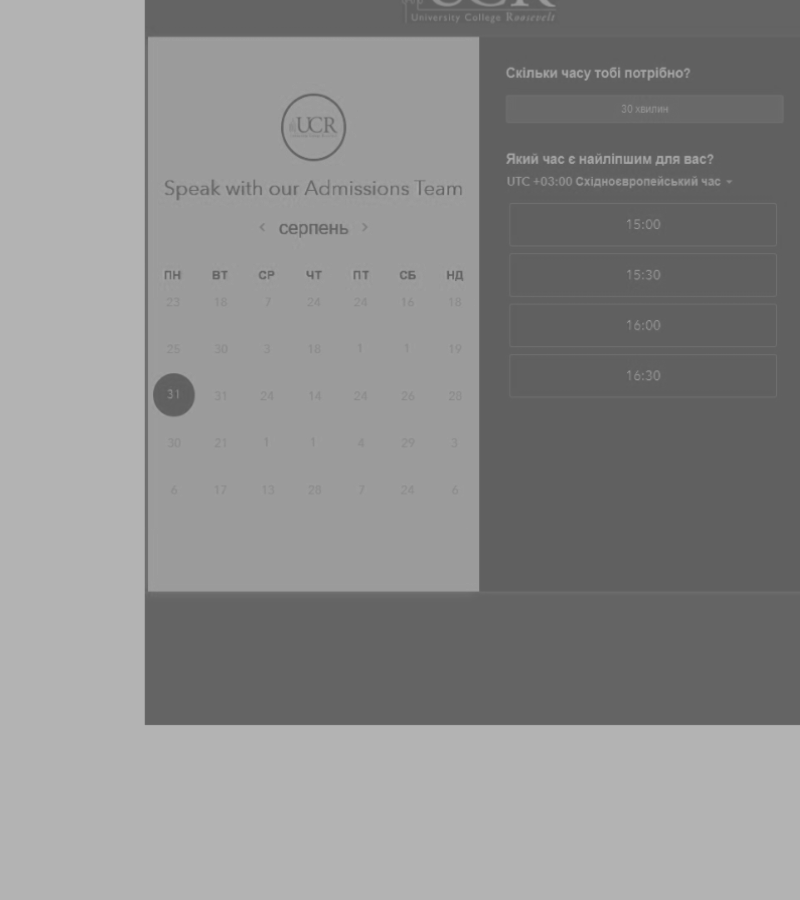 UCR
University College Roosevelt
UCR
Speak with our Admissions Team
‹ серпень ›
ПН ВТ СР ЧТ ПТ СБ НД
23 18 7 24 24 16 18
25 30 3 18 1 1 19
31 31 24 14 24 26 28
30 21 1 1 4 29 3
6 17 13 28 7 24 6
Скільки часу тобі потрібно?
30 хвилин
Який час є найліпшим для вас?
UTC +03:00 Східноєвропейський час
15:00
15:30
16:00
16:30